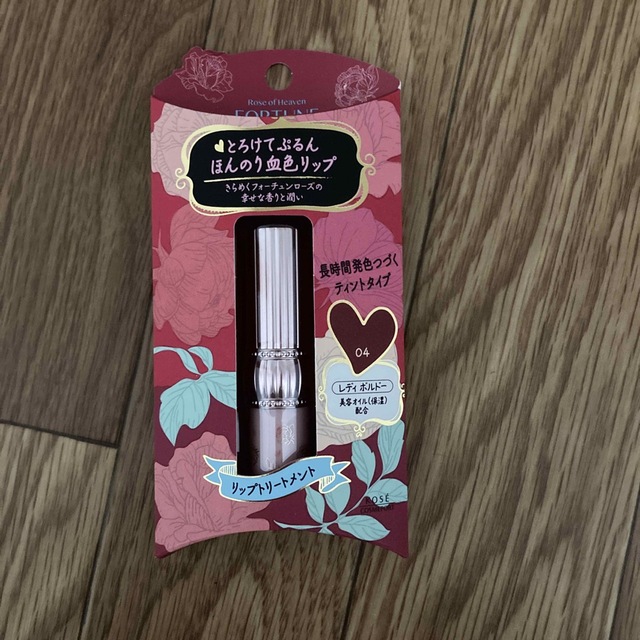 Rose of Heaven
FORTUNE
とろけてぷるん
ほんのり血色リップ
きらめくフォーチュンローズの
幸せな香りと潤い
長時間発色つづく
ティントタイプ
04
レディ ボルドー
美容オイル(保湿)
配合
リップトリートメント
KOSÉ